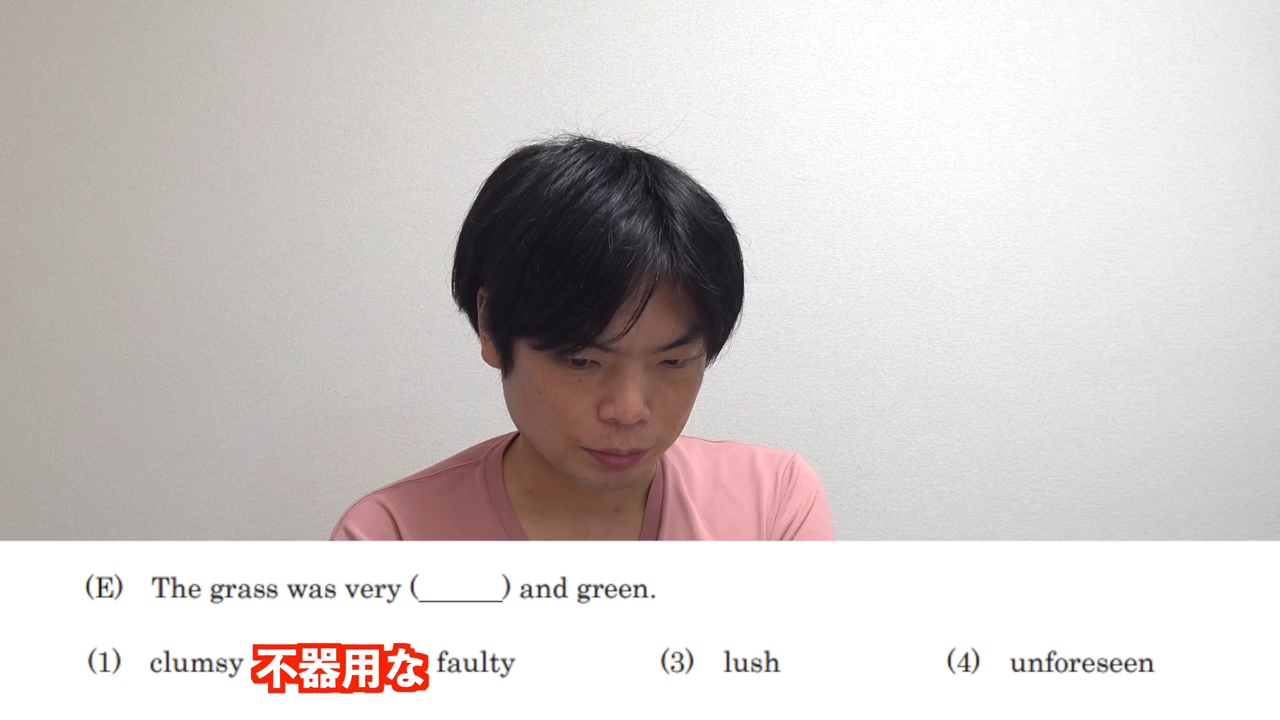 (E) The grass was very (______) and green.
(1) clumsy 不器用な faulty (3) lush (4) unforeseen